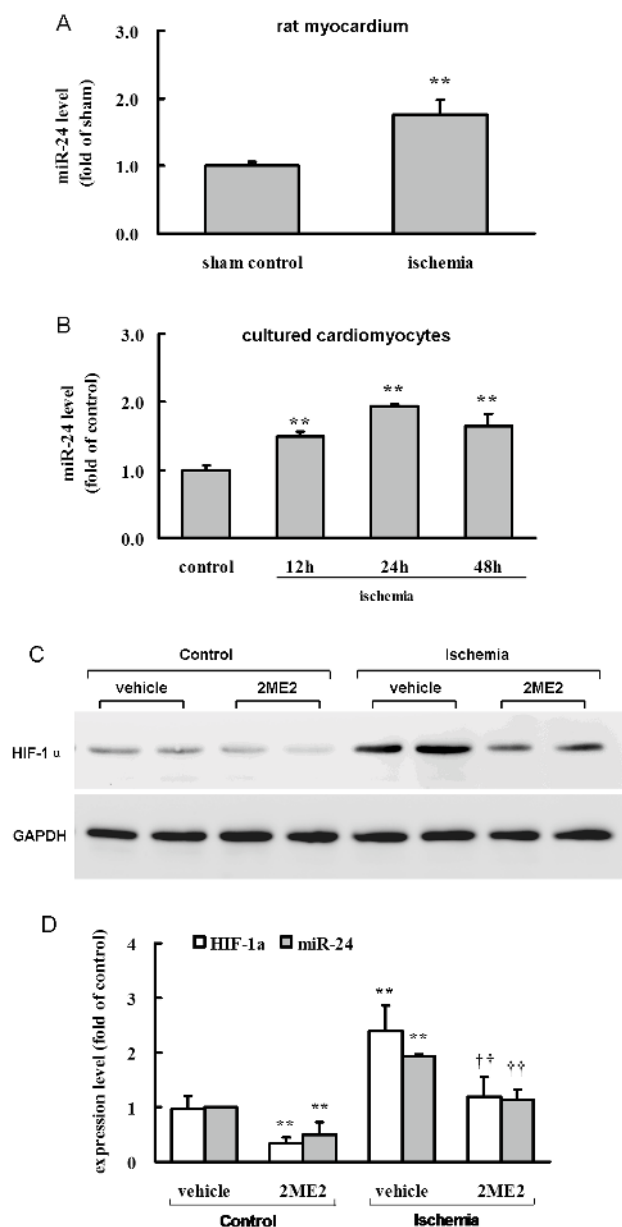 A
rat myocardium
miR-24 level
(fold of sham)
3.0
2.0
1.0
0.0
**
sham control ischemia
B
cultured cardiomyocytes
miR-24 level
(fold of control)
3.0
2.0
1.0
0.0
** ** **
control 12h 24h 48h
ischemia
C
Control Ischemia
vehicle 2ME2 vehicle 2ME2
HIF-1 α
GAPDH
D
HIF-1a miR-24
expression level (fold of control)
4
3
2
1
0
** ** ** ** †† ††
vehicle 2ME2 vehicle 2ME2
Control Ischemia